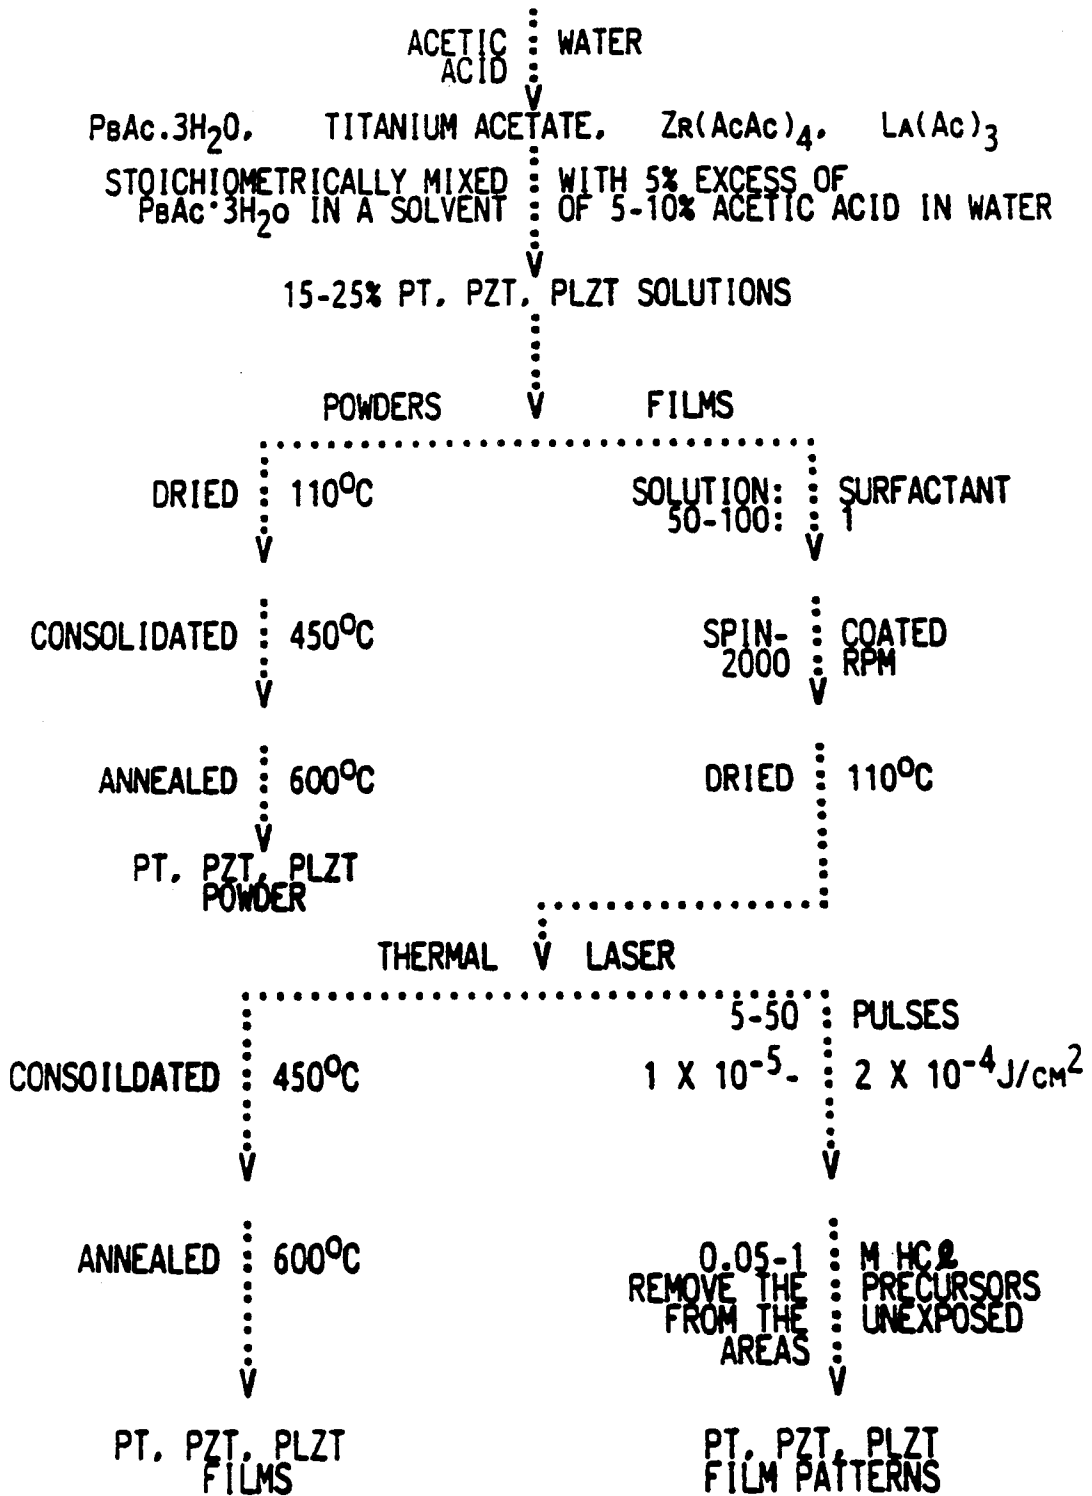 ACETIC WATER
ACID
PBAC.3H2O, TITANIUM ACETATE, ZR(ACAC)4, LA(AC)3
STOICHIOMETRICALLY MIXED WITH 5% EXCESS OF
PBAC·3H2O IN A SOLVENT OF 5-10% ACETIC ACID IN WATER
15-25% PT, PZT, PLZT SOLUTIONS
POWDERS FILMS
DRIED 110°C
SOLUTION: SURFACTANT
50-100: 1
CONSOLIDATED 450°C
SPIN- COATED
2000 RPM
ANNEALED 600°C
DRIED 110°C
PT, PZT, PLZT
POWDER
THERMAL LASER
5-50 PULSES
CONSOILDATED 450°C
1 X 10-5- 2 X 10-4J/CM2
ANNEALED 600°C
0.05-1 M HCl
REMOVE THE PRECURSORS
FROM THE UNEXPOSED
AREAS
PT, PZT, PLZT
FILMS
PT, PZT, PLZT
FILM PATTERNS